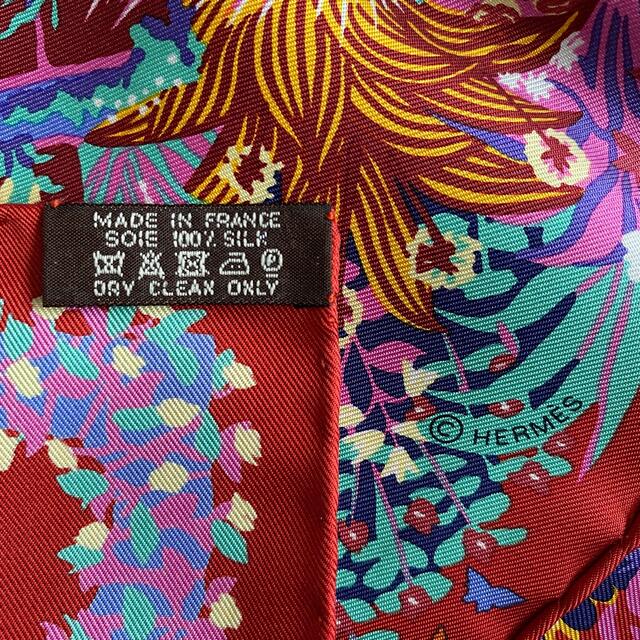 MADE IN FRANCE
SOIE 100% SILK
DRY CLEAN ONLY
© HERMES